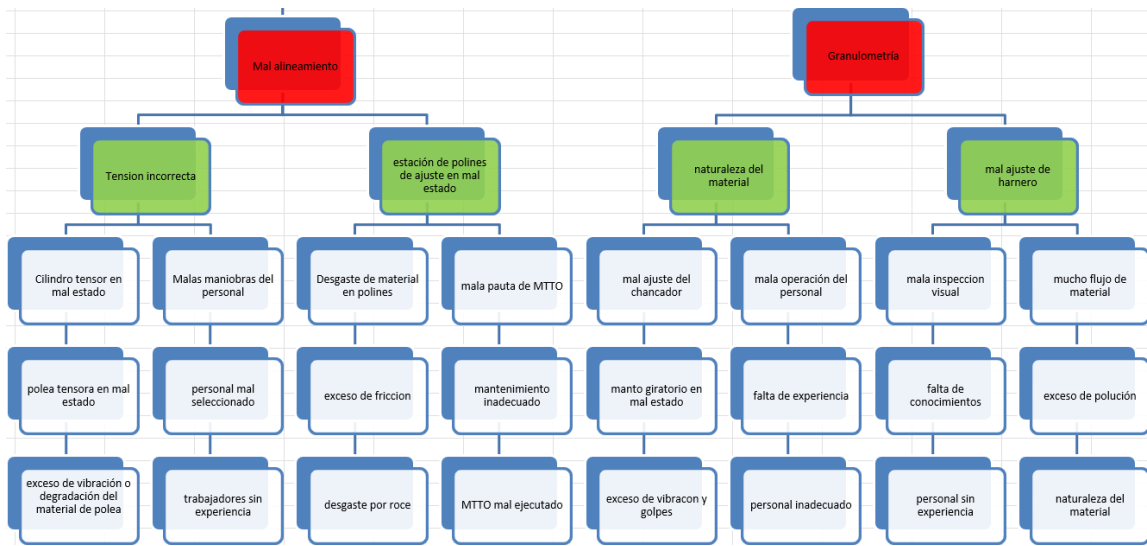 Mal alineamiento
Granulometría
Tension incorrecta
estación de polines
de ajuste en mal
estado
naturaleza del
material
mal ajuste de
harnero
Cilindro tensor en
mal estado
Malas maniobras del
personal
Desgaste de material
en polines
mala pauta de MTTO
mal ajuste del
chancador
mala operación del
personal
mala inspeccion
visual
mucho flujo de
material
polea tensora en mal
estado
personal mal
seleccionado
exceso de friccion
mantenimiento
inadecuado
manto giratorio en
mal estado
falta de experiencia
falta de
conocimientos
exceso de polución
exceso de vibración o
degradación del
material de polea
trabajadores sin
experiencia
desgaste por roce
MTTO mal ejecutado
exceso de vibracon y
golpes
personal inadecuado
personal sin
experiencia
naturaleza del
material